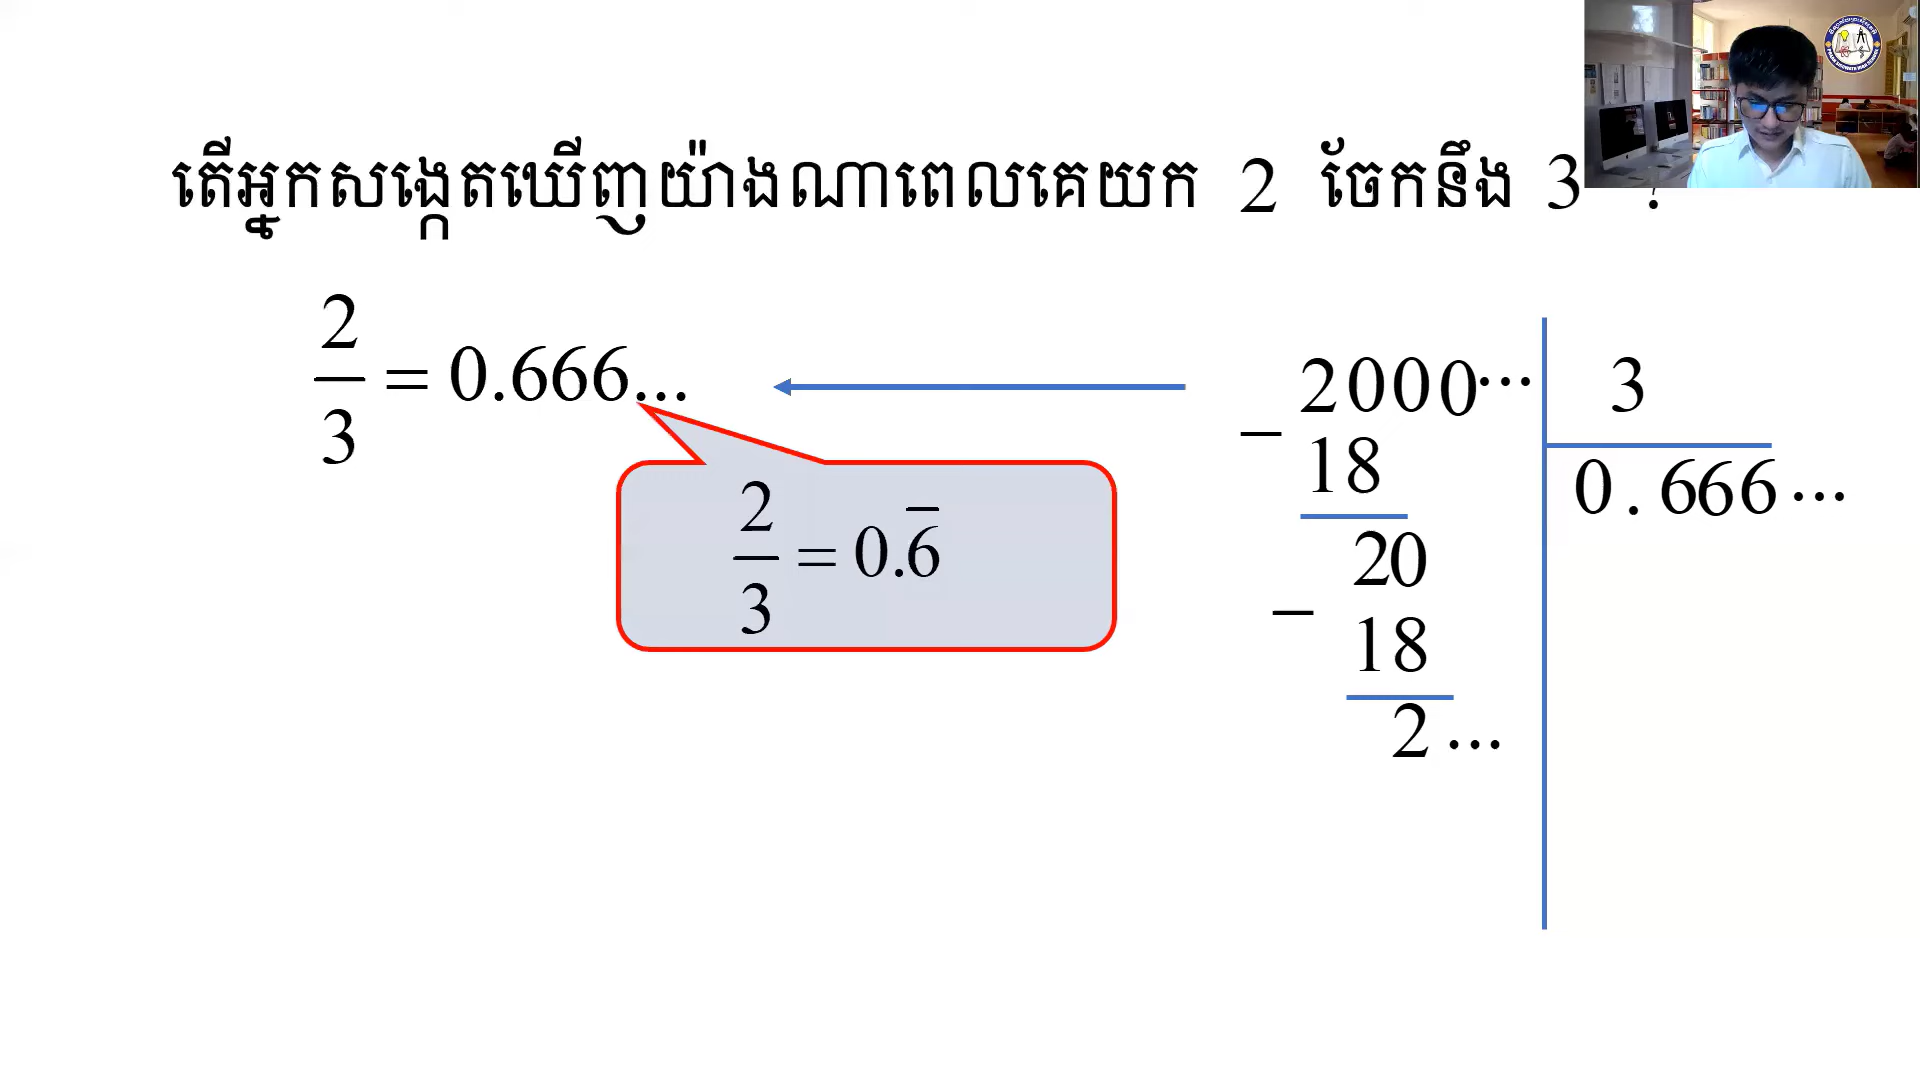 តើអ្នកសង្កេតឃើញយ៉ាងណាពេលគេយក 2 ចែកនឹង 3 ?
2/3 = 0.666...
2/3 = 0.6̅
2000... 3
− 18
0.666...
20
− 18
2...